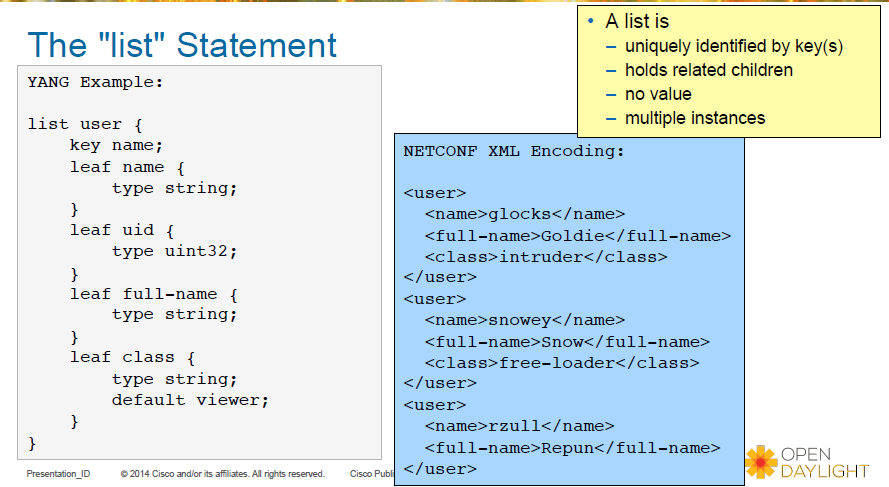 The "list" Statement
• A list is
– uniquely identified by key(s)
– holds related children
– no value
– multiple instances
YANG Example:
list user {
key name;
leaf name {
type string;
}
leaf uid {
type uint32;
}
leaf full-name {
type string;
}
leaf class {
type string;
default viewer;
}
}
NETCONF XML Encoding:
<user>
<name>glocks</name>
<full-name>Goldie</full-name>
<class>intruder</class>
</user>
<user>
<name>snowey</name>
<full-name>Snow</full-name>
<class>free-loader</class>
</user>
<user>
<name>rzull</name>
<full-name>Repun</full-name>
</user>
Presentation_ID © 2014 Cisco and/or its affiliates. All rights reserved. Cisco Publi
OPEN
DAYLIGHT